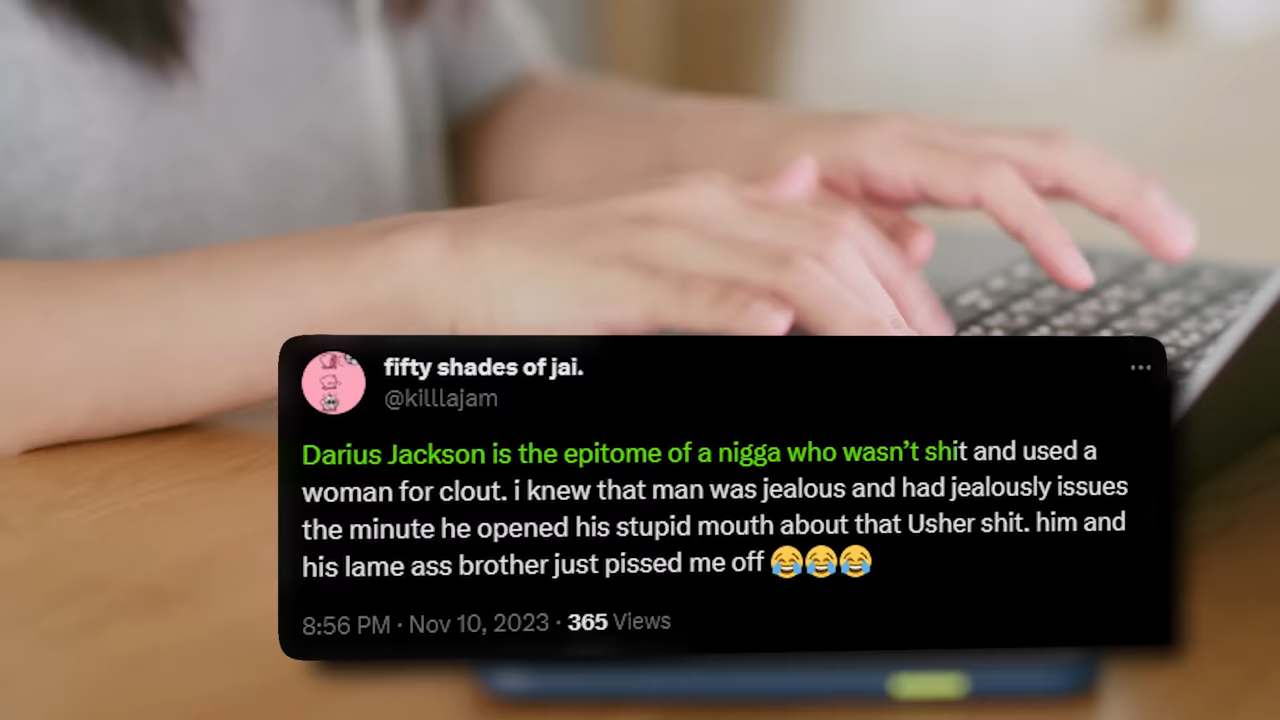 fifty shades of jai.
@killlajam
Darius Jackson is the epitome of a nigga who wasn’t shit and used a
woman for clout. i knew that man was jealous and had jealously issues
the minute he opened his stupid mouth about that Usher shit. him and
his lame ass brother just pissed me off 😂😂😂
8:56 PM · Nov 10, 2023 · 365 Views